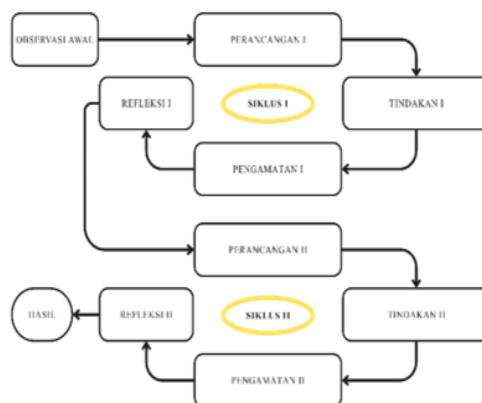 OBSERVASI AWAL
PERANCANGAN I
REFLEKSI I
SIKLUS I
TINDAKAN I
PENGAMATAN I
PERANCANGAN II
HASIL
REFLEKSI II
SIKLUS II
TINDAKAN II
PENGAMATAN II